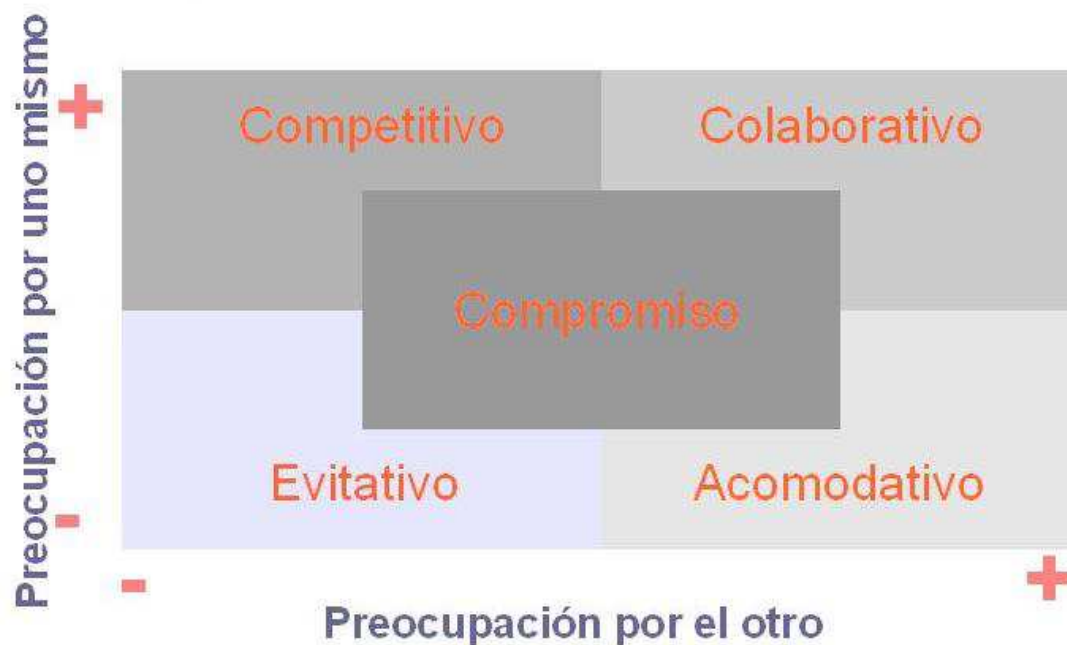 Preocupación por uno mismo
+
Competitivo
Colaborativo
Compromiso
Evitativo
Acomodativo
-
-
+
Preocupación por el otro